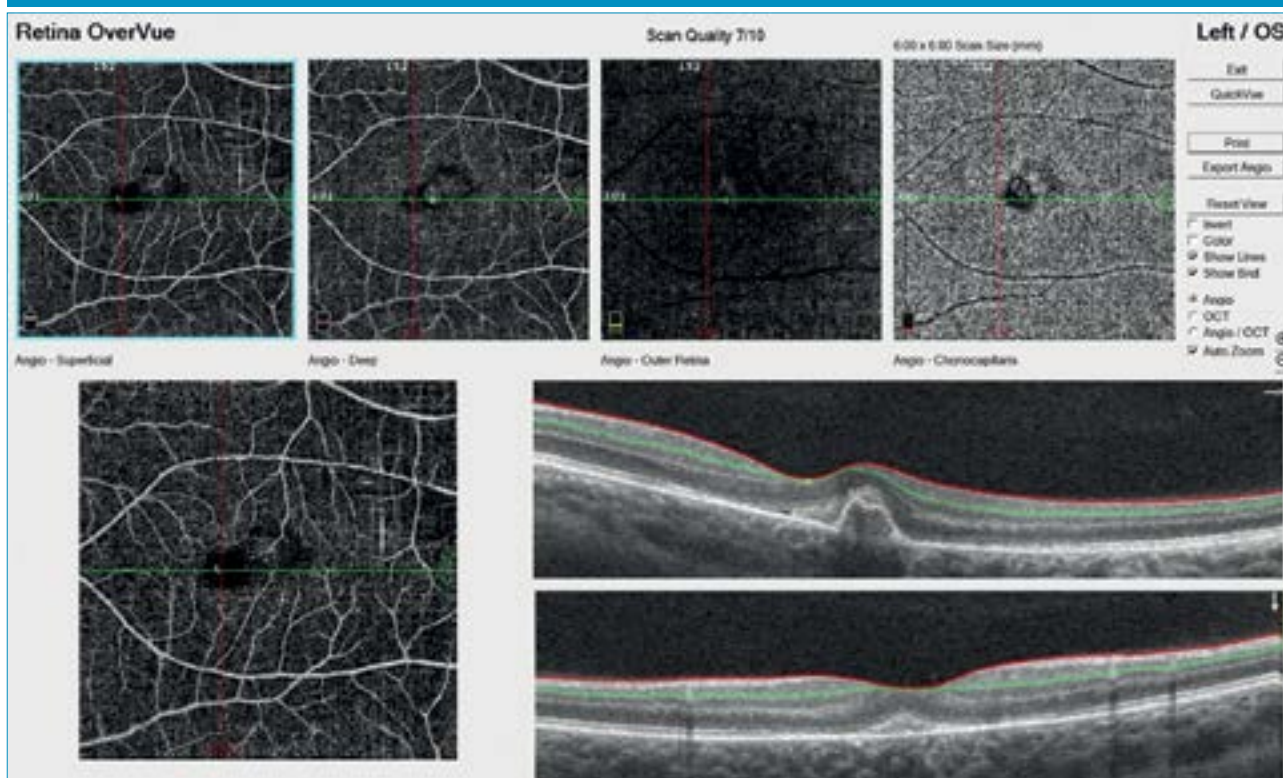 Retina OverVue
Scan Quality 7/10
6.00 x 6.00 Scan Size (mm)
Left / OS
Exit
QuickVue
Print
Export Angio
Reset View
Invert
Color
Show Lines
Show Bnd
Angio
OCT
Angio / OCT
Auto Zoom
Angio - Superficial
Angio - Deep
Angio - Outer Retina
Angio - Choriocapillaris